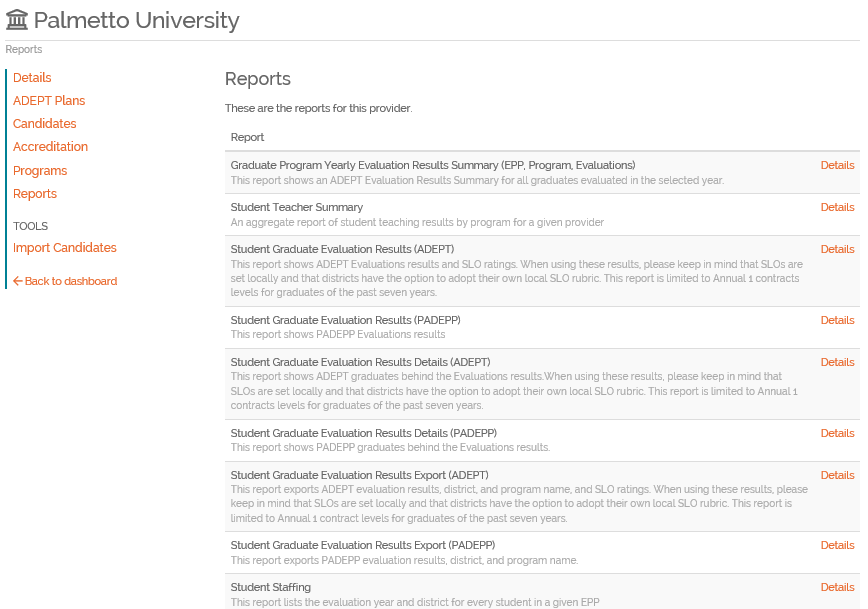 Palmetto University
Reports
Details
ADEPT Plans
Candidates
Accreditation
Programs
Reports
TOOLS
Import Candidates
Back to dashboard
Reports
These are the reports for this provider.
Report
Graduate Program Yearly Evaluation Results Summary (EPP, Program, Evaluations) Details
This report shows an ADEPT Evaluation Results Summary for all graduates evaluated in the selected year.
Student Teacher Summary Details
An aggregate report of student teaching results by program for a given provider
Student Graduate Evaluation Results (ADEPT) Details
This report shows ADEPT Evaluations results and SLO ratings. When using these results, please keep in mind that SLOs are
set locally and that districts have the option to adopt their own local SLO rubric. This report is limited to Annual 1 contracts
levels for graduates of the past seven years.
Student Graduate Evaluation Results (PADEPP) Details
This report shows PADEPP Evaluations results
Student Graduate Evaluation Results Details (ADEPT) Details
This report shows ADEPT graduates behind the Evaluations results.When using these results, please keep in mind that
SLOs are set locally and that districts have the option to adopt their own local SLO rubric. This report is limited to Annual 1
contracts levels for graduates of the past seven years.
Student Graduate Evaluation Results Details (PADEPP) Details
This report shows PADEPP graduates behind the Evaluations results.
Student Graduate Evaluation Results Export (ADEPT) Details
This report exports ADEPT evaluation results, district, and program name, and SLO ratings. When using these results, please
keep in mind that SLOs are set locally and that districts have the option to adopt their own local SLO rubric. This report is
limited to Annual 1 contract levels for graduates of the past seven years.
Student Graduate Evaluation Results Export (PADEPP) Details
This report exports PADEPP evaluation results, district, and program name.
Student Staffing Details
This report lists the evaluation year and district for every student in a given EPP